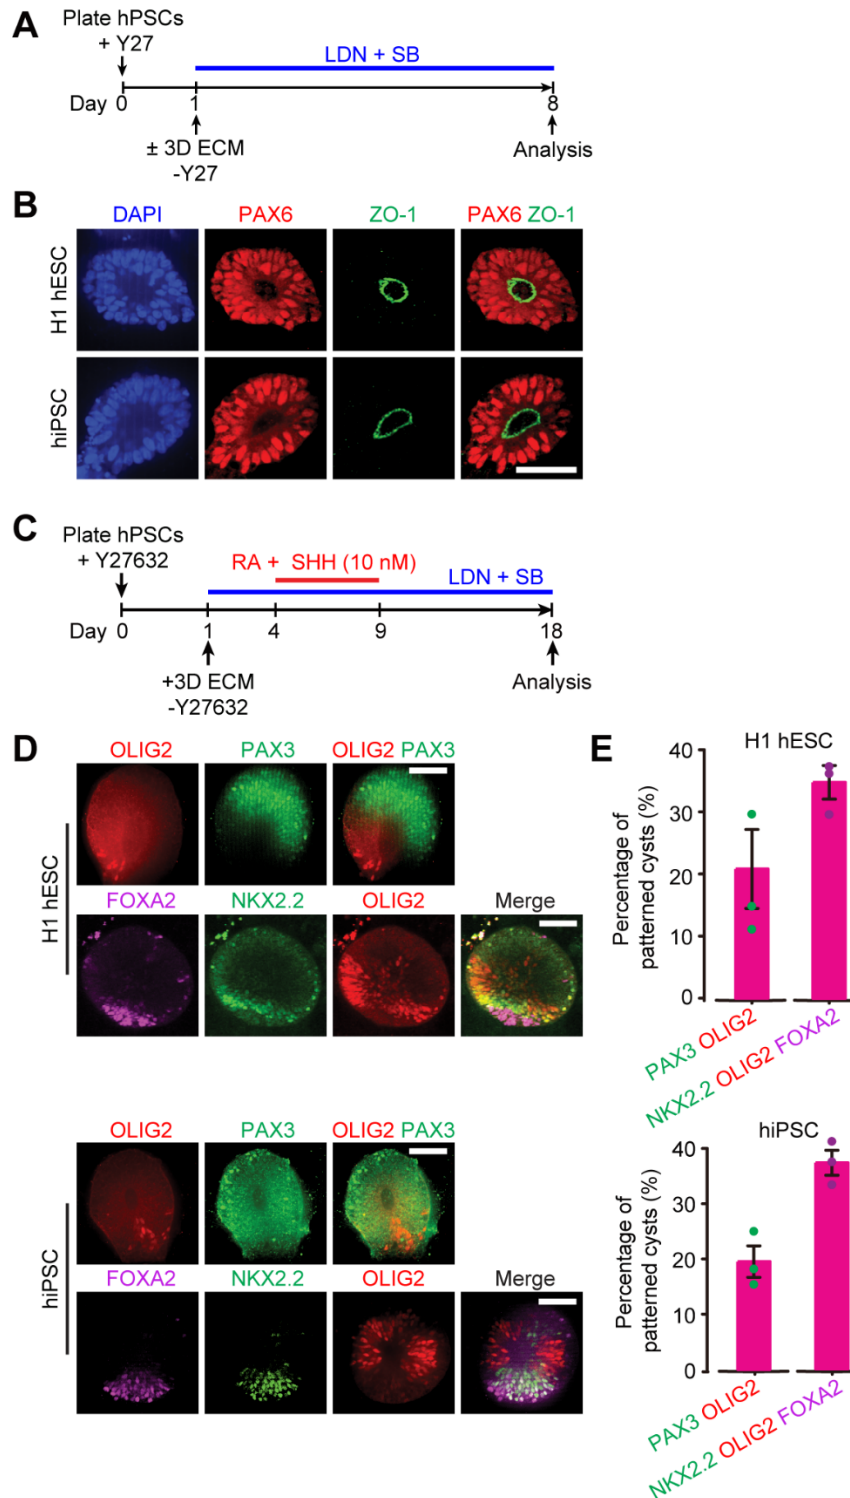 A
Plate hPSCs
+ Y27
LDN + SB
Day 0 1 8
± 3D ECM
-Y27
Analysis
B
DAPI PAX6 ZO-1 PAX6 ZO-1
H1 hESC
hiPSC
C
Plate hPSCs
+ Y27632
RA + SHH (10 nM)
LDN + SB
Day 0 1 4 9 18
+3D ECM
-Y27632
Analysis
D
OLIG2 PAX3 OLIG2 PAX3
FOXA2 NKX2.2 OLIG2 Merge
H1 hESC
OLIG2 PAX3 OLIG2 PAX3
FOXA2 NKX2.2 OLIG2 Merge
hiPSC
E
H1 hESC
Percentage of
patterned cysts (%)
40
30
20
10
0
PAX3 OLIG2
NKX2.2 OLIG2 FOXA2
hiPSC
Percentage of
patterned cysts (%)
40
30
20
10
0
PAX3 OLIG2
NKX2.2 OLIG2 FOXA2